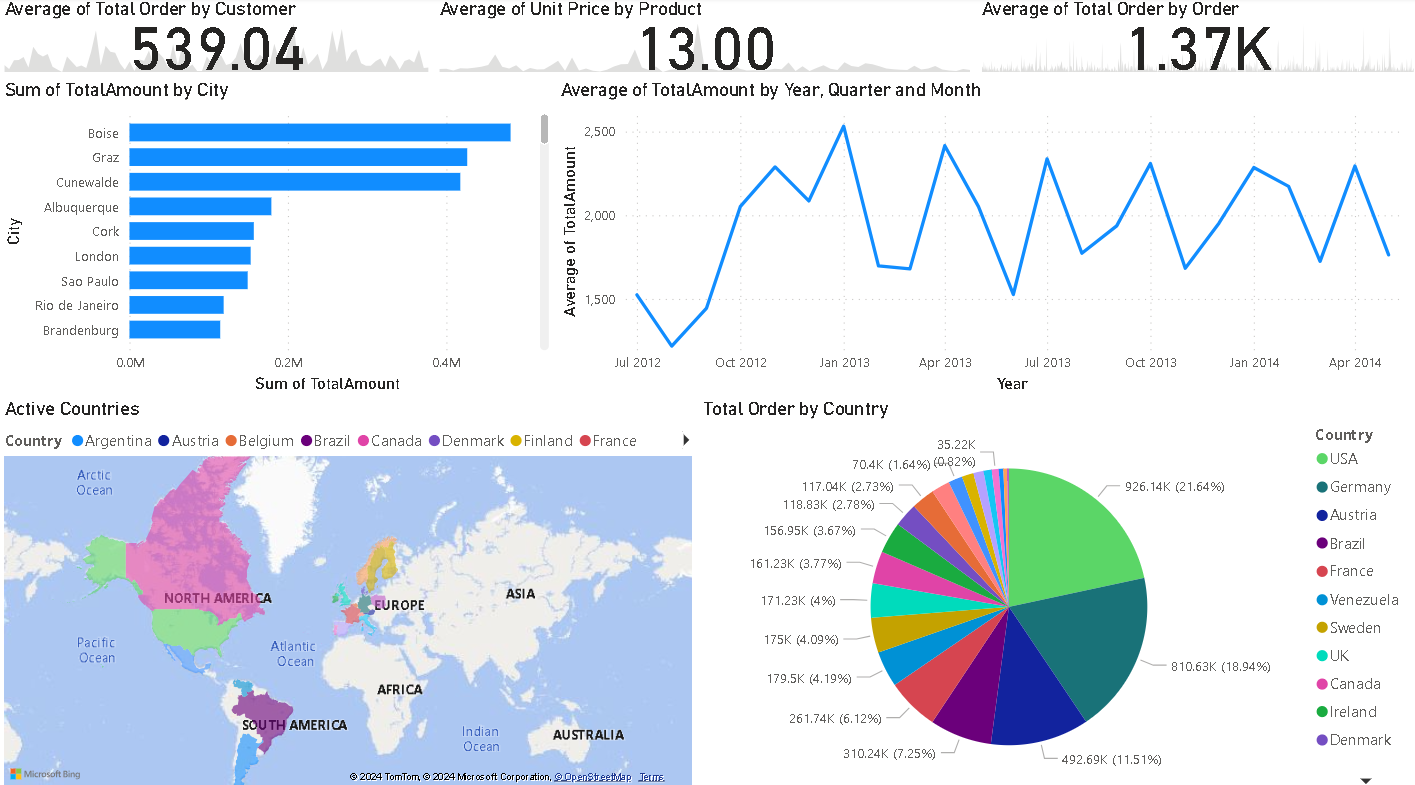 Average of Total Order by Customer
539.04
Average of Unit Price by Product
13.00
Average of Total Order by Order
1.37K
Sum of TotalAmount by City
City
Boise
Graz
Cunewalde
Albuquerque
Cork
London
Sao Paulo
Rio de Janeiro
Brandenburg
0.0M 0.2M 0.4M
Sum of TotalAmount
Average of TotalAmount by Year, Quarter and Month
Average of TotalAmount
2,500
2,000
1,500
Jul 2012 Oct 2012 Jan 2013 Apr 2013 Jul 2013 Oct 2013 Jan 2014 Apr 2014
Year
Active Countries
Country Argentina Austria Belgium Brazil Canada Denmark Finland France
Arctic
Ocean
NORTH AMERICA
EUROPE
ASIA
Pacific
Ocean
Atlantic
Ocean
AFRICA
SOUTH AMERICA
Indian
Ocean
AUSTRALIA
Microsoft Bing
© 2024 TomTom, © 2024 Microsoft Corporation, © OpenStreetMap Terms
Total Order by Country
35.22K
(0.82%)
70.4K (1.64%)
117.04K (2.73%)
118.83K (2.78%)
156.95K (3.67%)
161.23K (3.77%)
171.23K (4%)
175K (4.09%)
179.5K (4.19%)
261.74K (6.12%)
310.24K (7.25%)
492.69K (11.51%)
810.63K (18.94%)
926.14K (21.64%)
Country
USA
Germany
Austria
Brazil
France
Venezuela
Sweden
UK
Canada
Ireland
Denmark